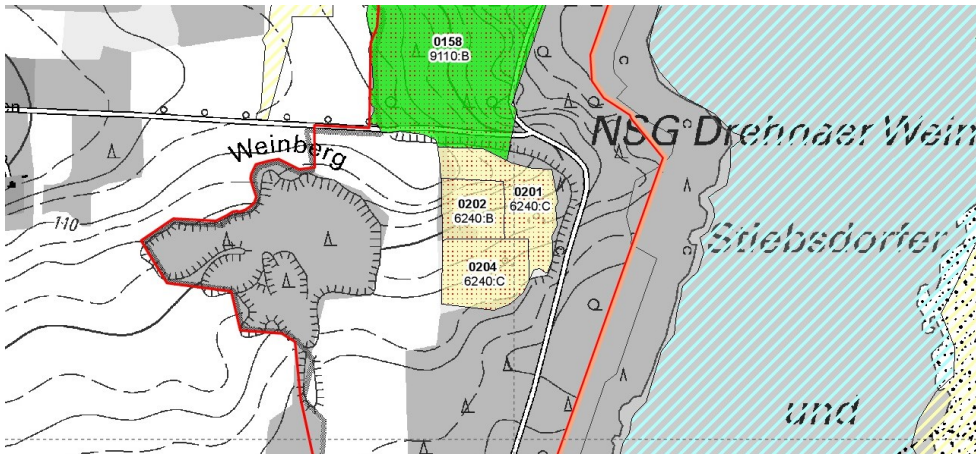 0158
9110:B
NSG Drehnaer Wein
Weinberg
0201
6240:C
0202
6240:B
110
Stiebsdorfer
0204
6240:C
und